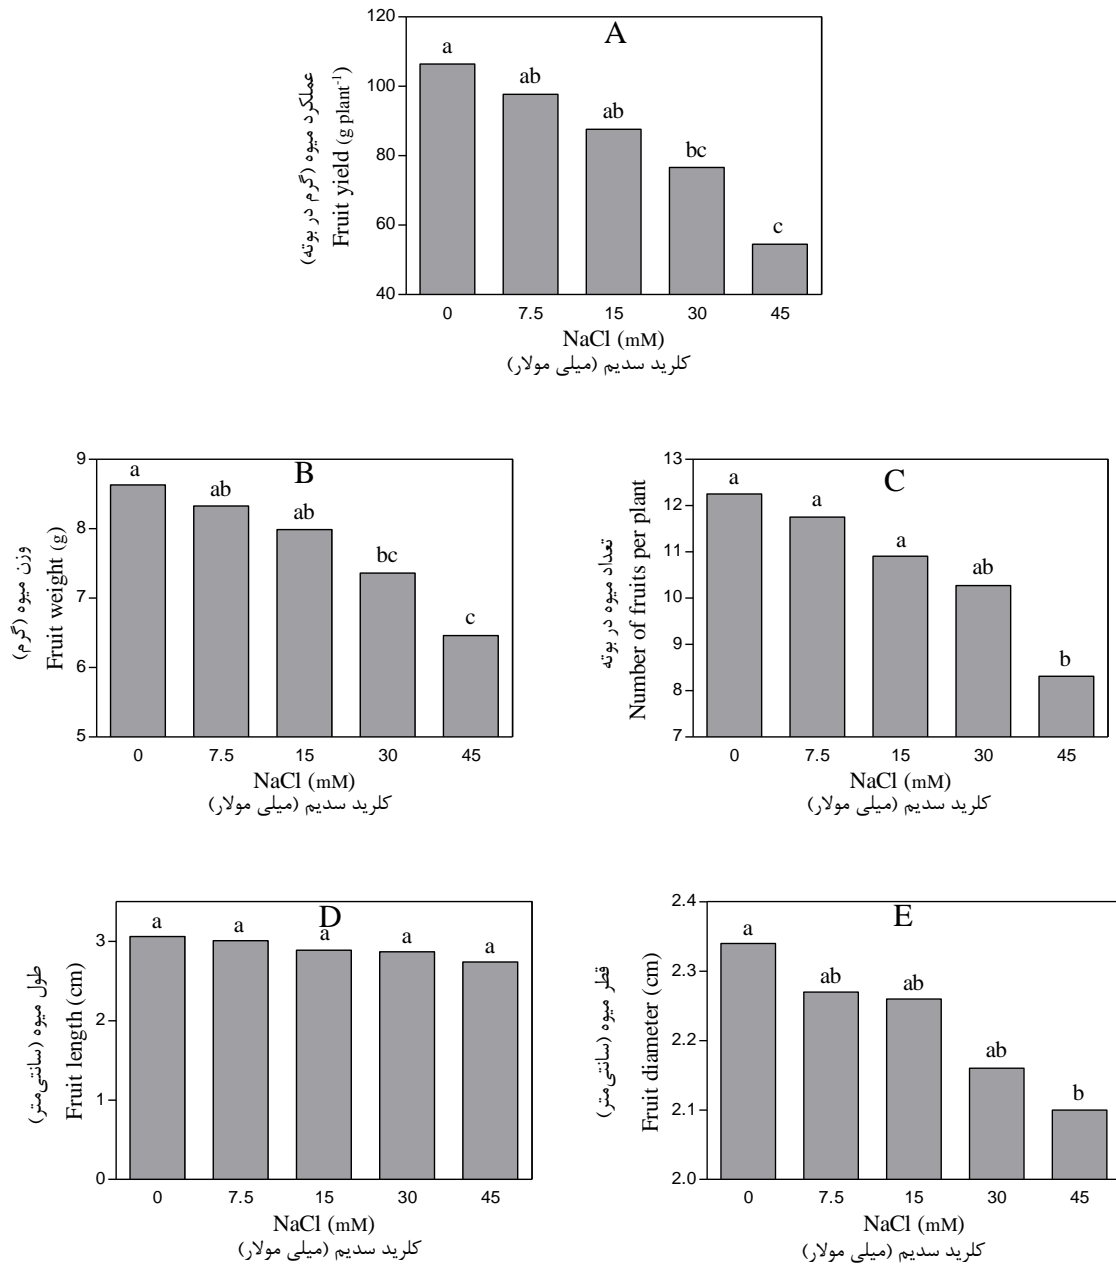 A
عملکرد میوه (گرم در بوته)
Fruit yield (g plant-1)
120
100
80
60
40
a
ab
ab
bc
c
0 7.5 15 30 45
NaCl (mM)
کلرید سدیم (میلی مولار)
B
وزن میوه (گرم)
Fruit weight (g)
9
8
7
6
5
a
ab
ab
bc
c
0 7.5 15 30 45
NaCl (mM)
کلرید سدیم (میلی مولار)
C
تعداد میوه در بوته
Number of fruits per plant
13
12
11
10
9
8
7
a
a
a
ab
b
0 7.5 15 30 45
NaCl (mM)
کلرید سدیم (میلی مولار)
D
طول میوه (سانتی‌متر)
Fruit length (cm)
3
2
1
0
a
a
a
a
a
0 7.5 15 30 45
NaCl (mM)
کلرید سدیم (میلی مولار)
E
قطر میوه (سانتی‌متر)
Fruit diameter (cm)
2.4
2.3
2.2
2.1
2.0
a
ab
ab
ab
b
0 7.5 15 30 45
NaCl (mM)
کلرید سدیم (میلی مولار)